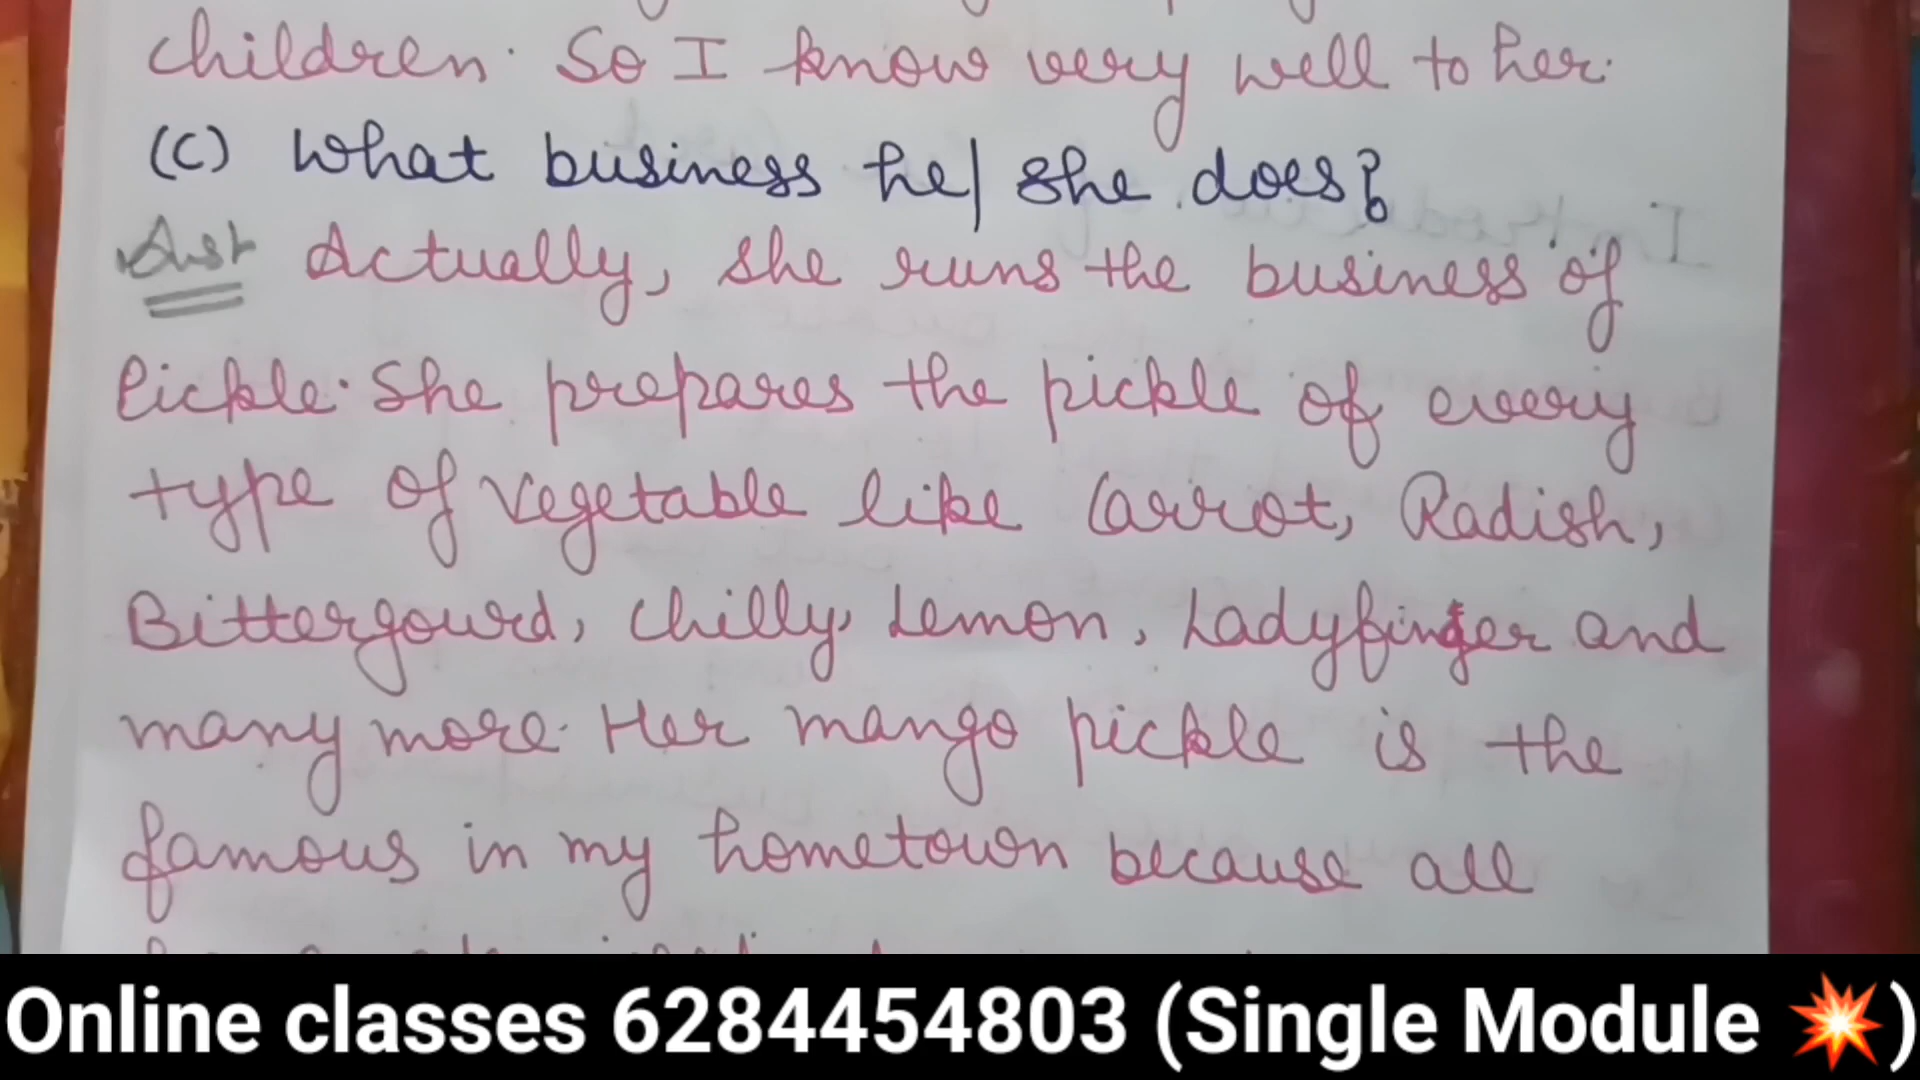 children. So I know very well to her.
(C) What business he/ she does?
Ans:- Actually, she runs the business of
Pickle. She prepares the pickle of every
type of vegetable like Carrot, Radish,
Bittergourd, Chilly, Lemon, Ladyfinger and
many more. Her mango pickle is the
famous in my hometown because all
Online classes 6284454803 (Single Module 💥)